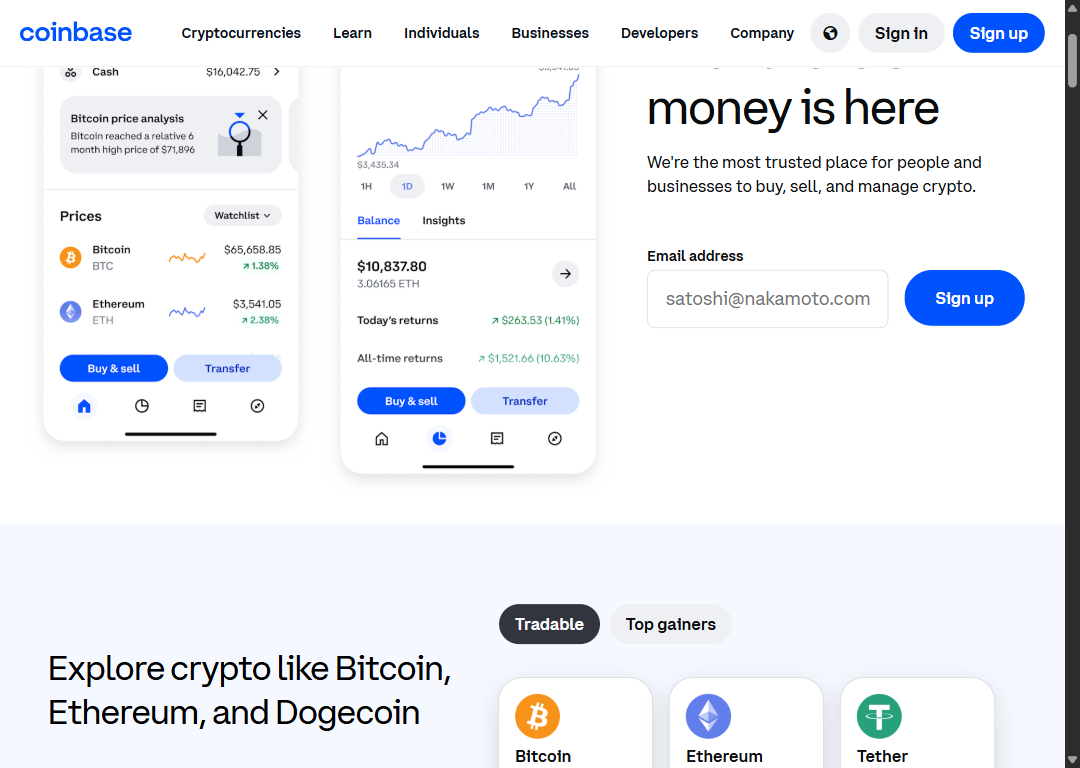 coinbase
Cryptocurrencies
Learn
Individuals
Businesses
Developers
Company
Sign in
Sign up
Cash
$16,042.75
Bitcoin price analysis
Bitcoin reached a relative 6
month high price of $71,896
Prices
Watchlist
Bitcoin
$65,658.85
BTC
1.38%
Ethereum
$3,541.05
ETH
2.38%
Buy & sell
Transfer
$3,435.34
1H
1D
1W
1M
1Y
All
Balance
Insights
$10,837.80
3.06165 ETH
Today's returns
$263.53 (1.41%)
All-time returns
$1,521.66 (10.63%)
Buy & sell
Transfer
money is here
We're the most trusted place for people and
businesses to buy, sell, and manage crypto.
Email address
satoshi@nakamoto.com
Sign up
Explore crypto like Bitcoin,
Ethereum, and Dogecoin
Tradable
Top gainers
Bitcoin
Ethereum
Tether